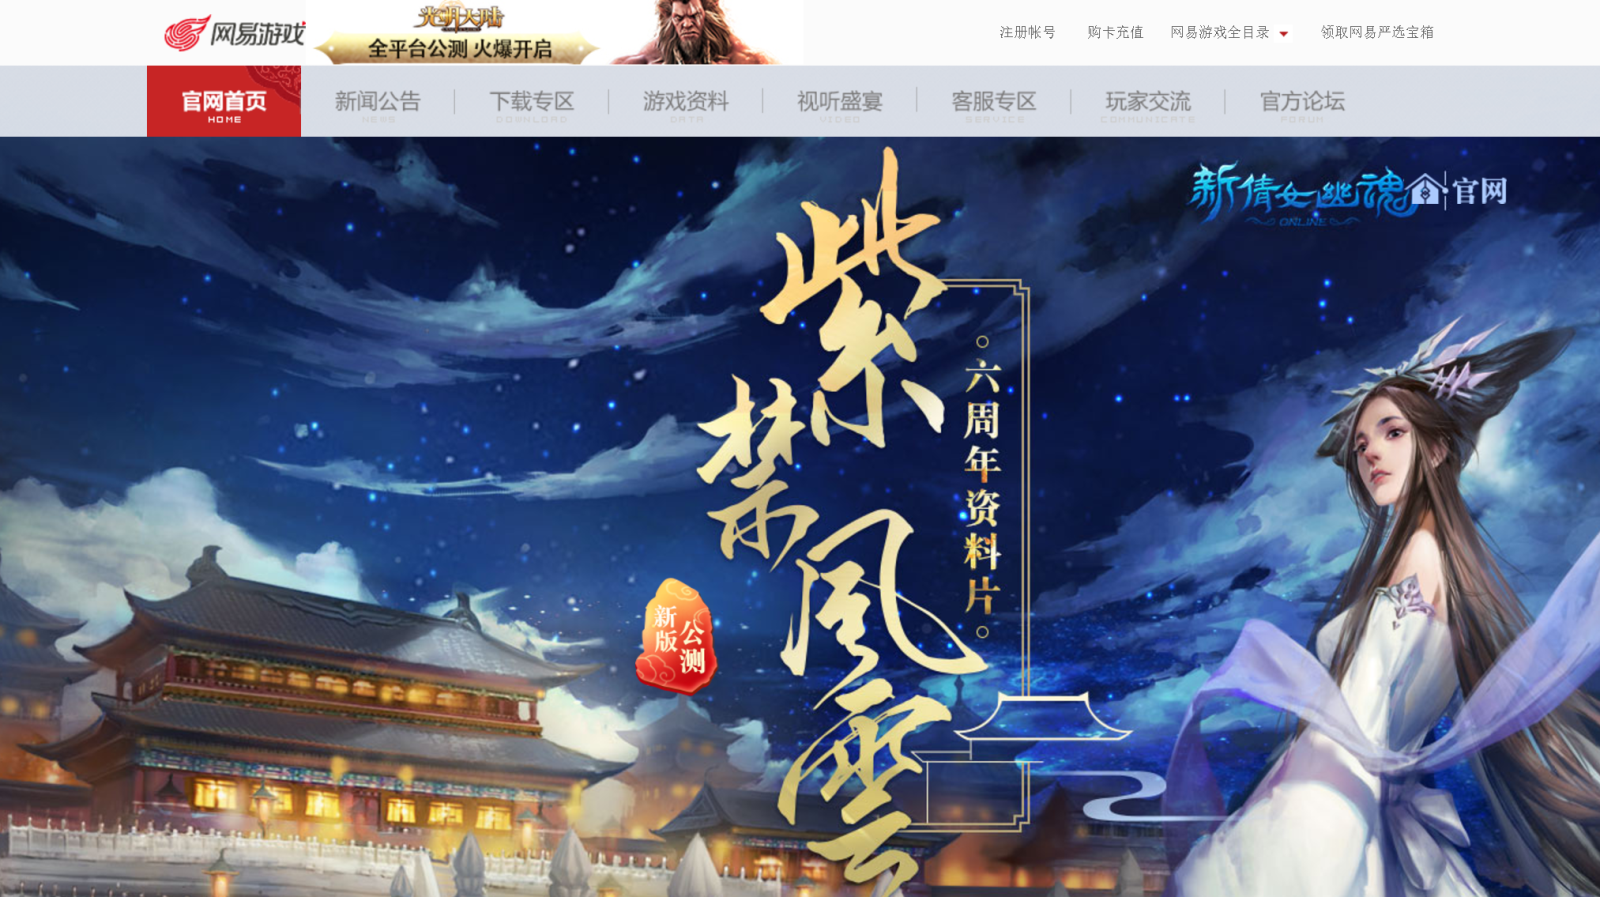 网易游戏
光明大陆
全平台公测 火爆开启
注册帐号
购卡充值
网易游戏全目录
领取网易严选宝箱
官网首页
HOME
新闻公告
NEWS
下载专区
DOWNLOAD
游戏资料
DATA
视听盛宴
VIDEO
客服专区
SERVICE
玩家交流
COMMUNICATE
官方论坛
FORUM
新倩女幽魂
ONLINE
官网
紫禁風雲
六周年资料片
新版
公测